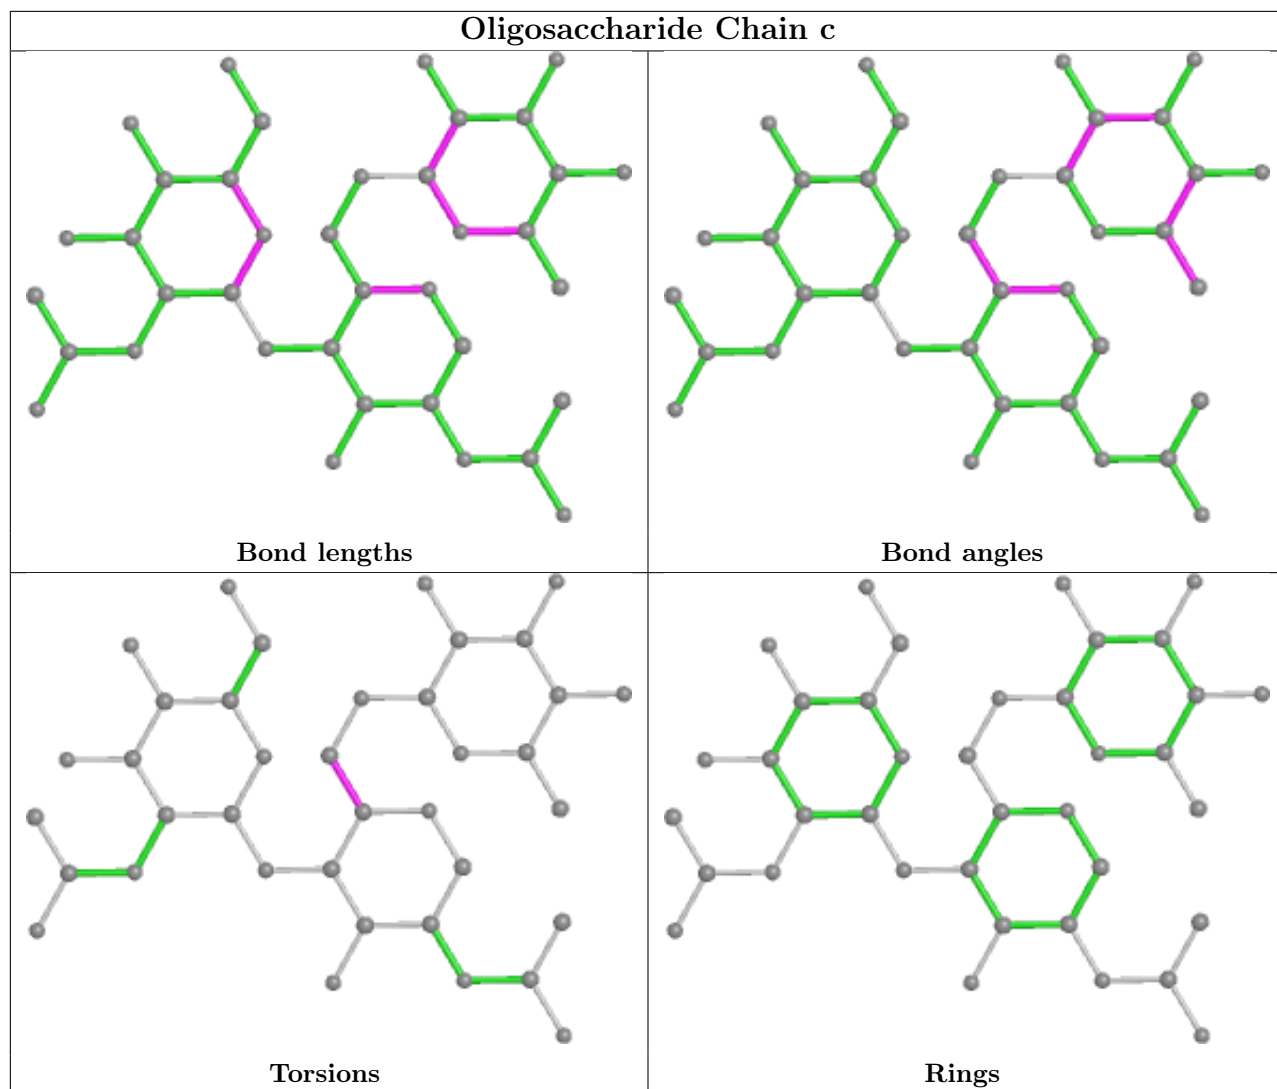 Oligosaccharide Chain c
Bond lengths
Bond angles
Torsions
Rings